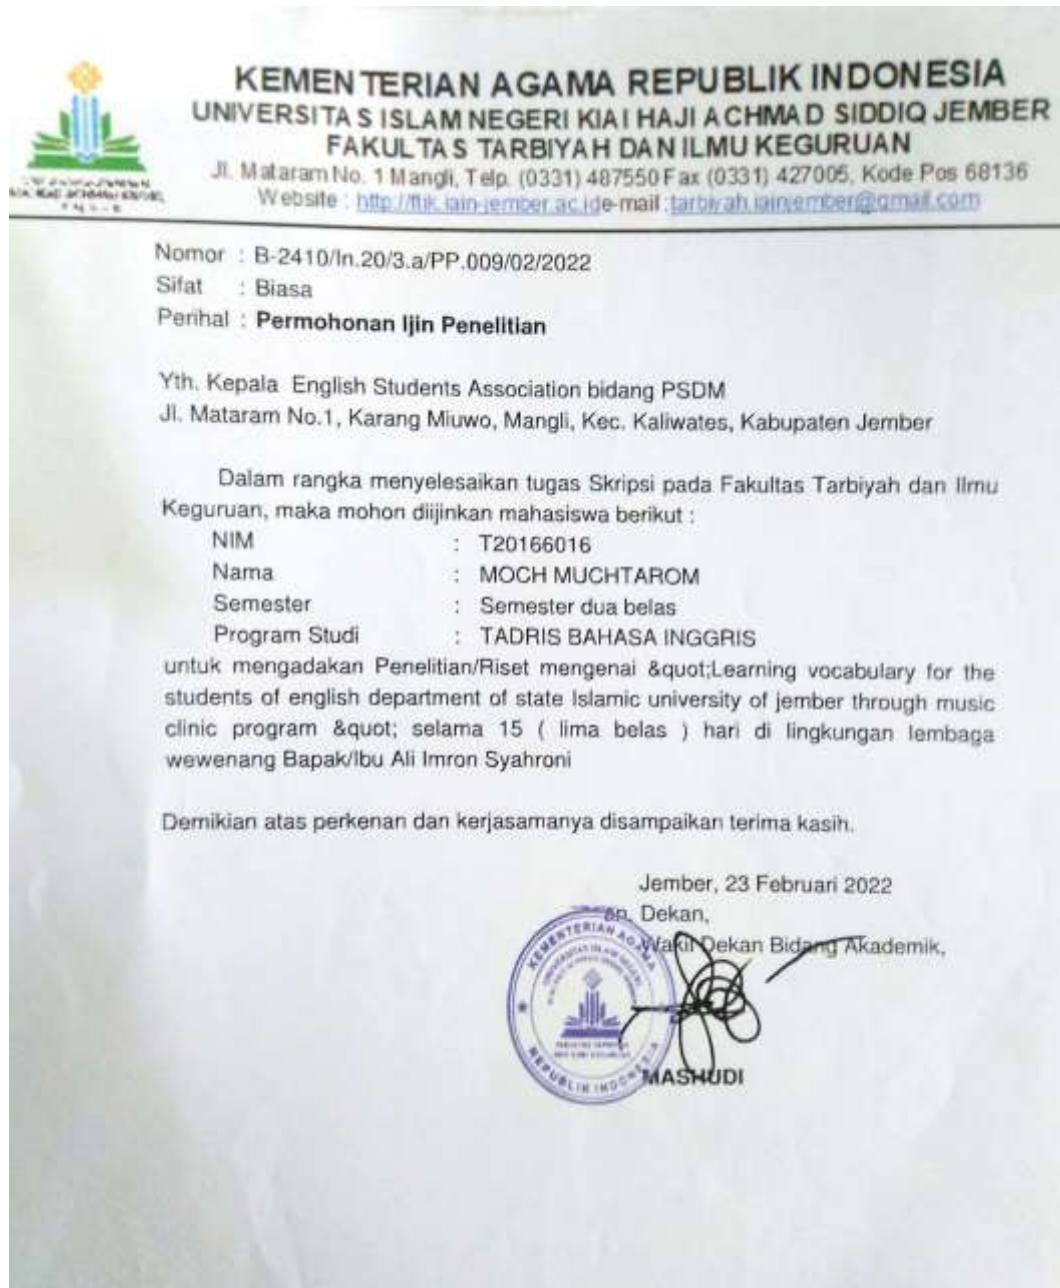 KEMENTERIAN AGAMA REPUBLIK INDONESIA
UNIVERSITAS ISLAM NEGERI KIAI HAJI ACHMAD SIDDIQ JEMBER
FAKULTAS TARBIYAH DAN ILMU KEGURUAN
Jl. Mataram No. 1 Mangli, Telp. (0331) 487550 Fax (0331) 427005, Kode Pos 68136
Website : http://ftik.iain-jember.ac.id e-mail : tarbiyah.iainjember@gmail.com
Nomor : B-2410/In.20/3.a/PP.009/02/2022
Sifat : Biasa
Perihal : Permohonan Ijin Penelitian
Yth. Kepala English Students Association bidang PSDM
Jl. Mataram No.1, Karang Miuwo, Mangli, Kec. Kaliwates, Kabupaten Jember
Dalam rangka menyelesaikan tugas Skripsi pada Fakultas Tarbiyah dan Ilmu
Keguruan, maka mohon diijinkan mahasiswa berikut :
NIM : T20166016
Nama : MOCH MUCHTAROM
Semester : Semester dua belas
Program Studi : TADRIS BAHASA INGGRIS
untuk mengadakan Penelitian/Riset mengenai &quot;Learning vocabulary for the
students of english department of state Islamic university of jember through music
clinic program &quot; selama 15 ( lima belas ) hari di lingkungan lembaga
wewenang Bapak/Ibu Ali Imron Syahroni
Demikian atas perkenan dan kerjasamanya disampaikan terima kasih.
Jember, 23 Februari 2022
an. Dekan,
Wakil Dekan Bidang Akademik,
KEMENTERIAN AGAMA
REPUBLIK INDONESIA
MASHUDI